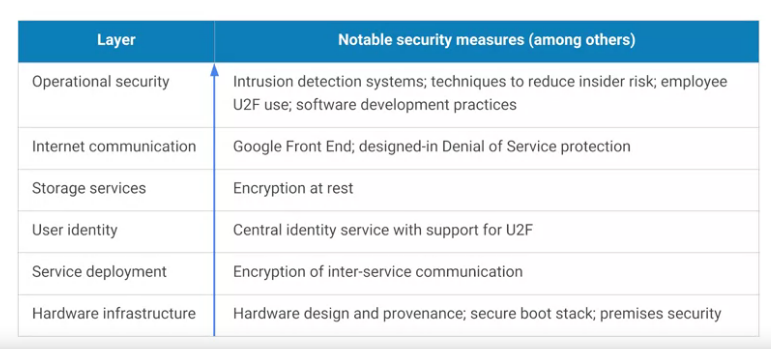 Layer
Notable security measures (among others)
Operational security
Intrusion detection systems; techniques to reduce insider risk; employee
U2F use; software development practices
Internet communication
Google Front End; designed-in Denial of Service protection
Storage services
Encryption at rest
User identity
Central identity service with support for U2F
Service deployment
Encryption of inter-service communication
Hardware infrastructure
Hardware design and provenance; secure boot stack; premises security